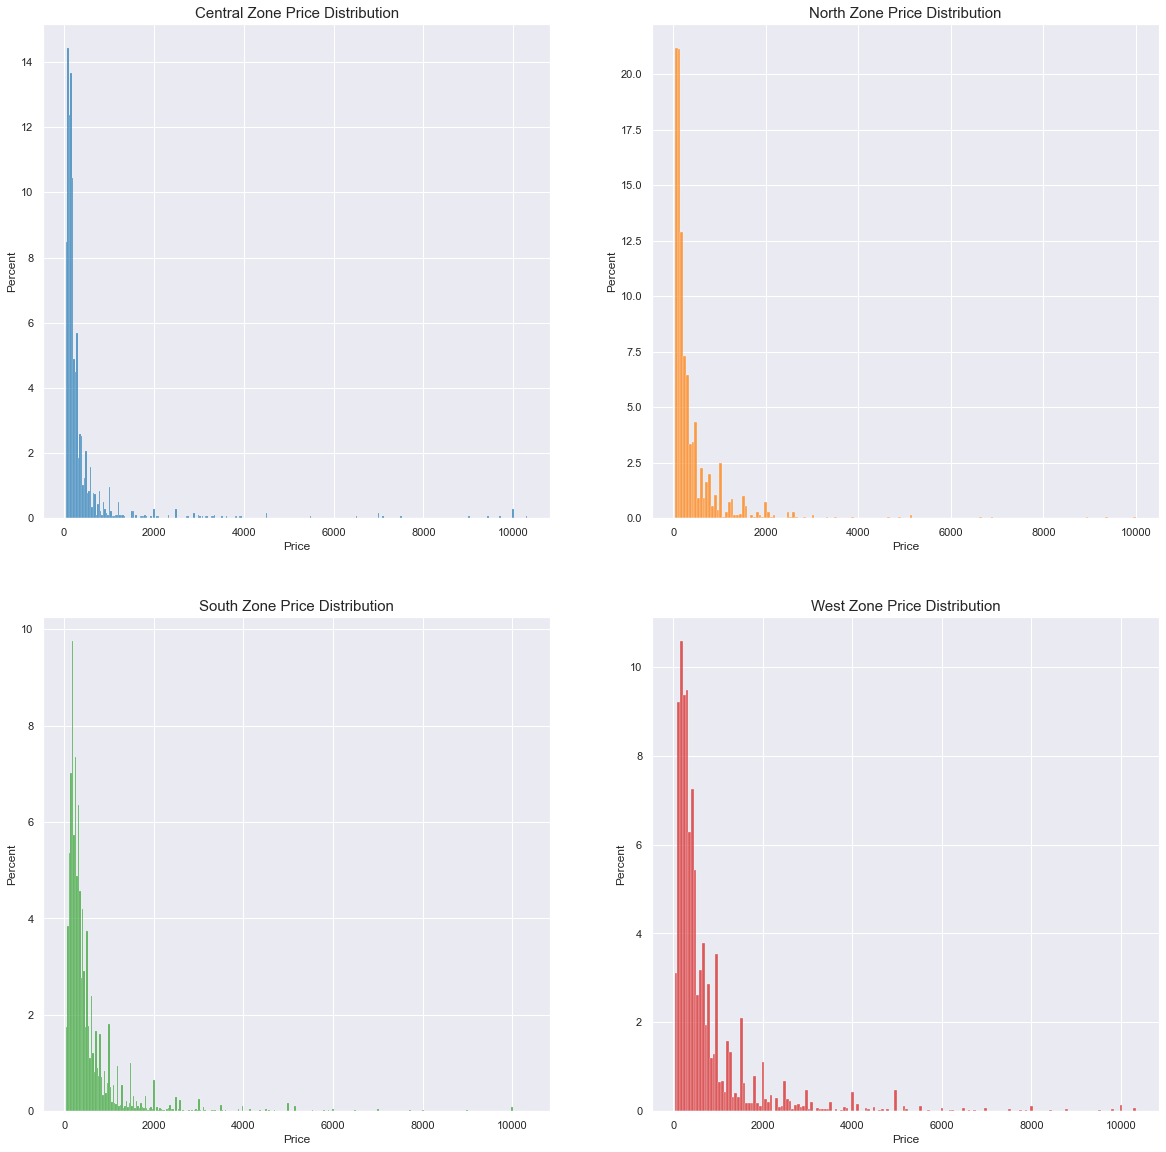 Central Zone Price Distribution
North Zone Price Distribution
14
12
10
8
6
4
2
0
Percent
0 2000 4000 6000 8000 10000
Price
20.0
17.5
15.0
12.5
10.0
7.5
5.0
2.5
0.0
Percent
0 2000 4000 6000 8000 10000
Price
South Zone Price Distribution
West Zone Price Distribution
10
8
6
4
2
0
Percent
0 2000 4000 6000 8000 10000
Price
10
8
6
4
2
0
Percent
0 2000 4000 6000 8000 10000
Price